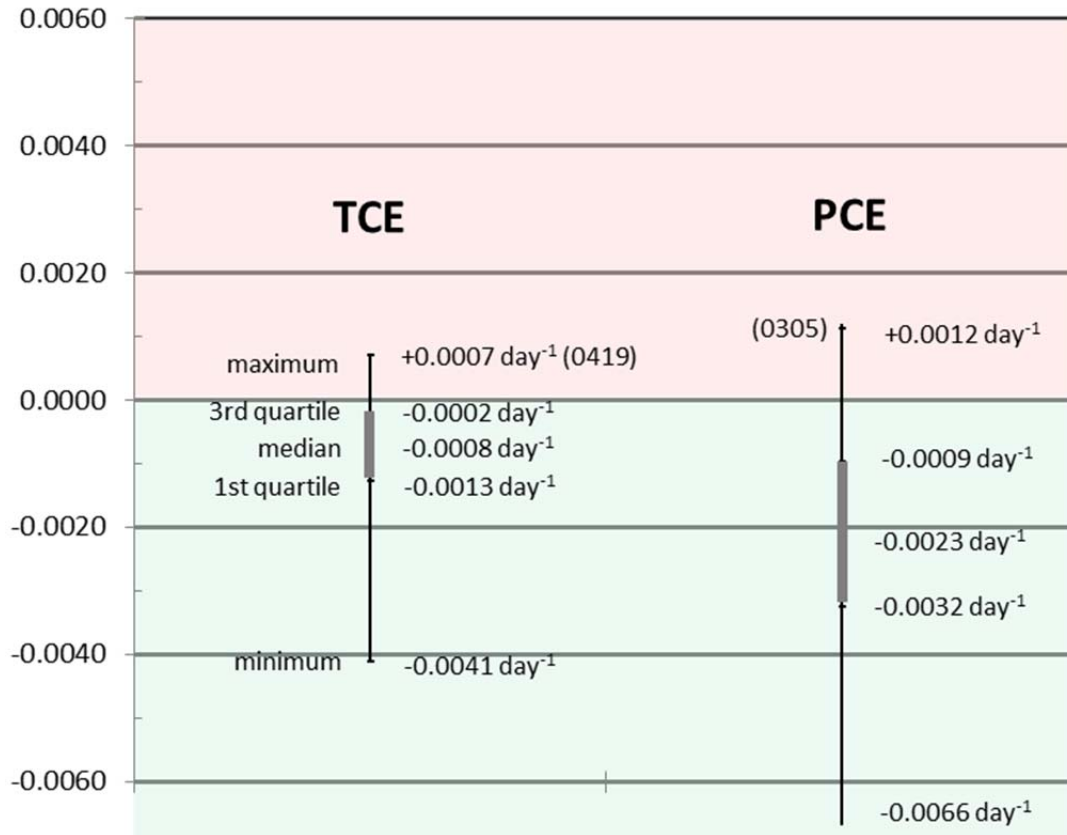 0.0060
0.0040
TCE PCE
0.0020
(0305) +0.0012 day⁻¹
maximum +0.0007 day⁻¹ (0419)
0.0000
3rd quartile -0.0002 day⁻¹
median -0.0008 day⁻¹ -0.0009 day⁻¹
1st quartile -0.0013 day⁻¹
-0.0020
-0.0023 day⁻¹
-0.0032 day⁻¹
-0.0040 minimum -0.0041 day⁻¹
-0.0060
-0.0066 day⁻¹